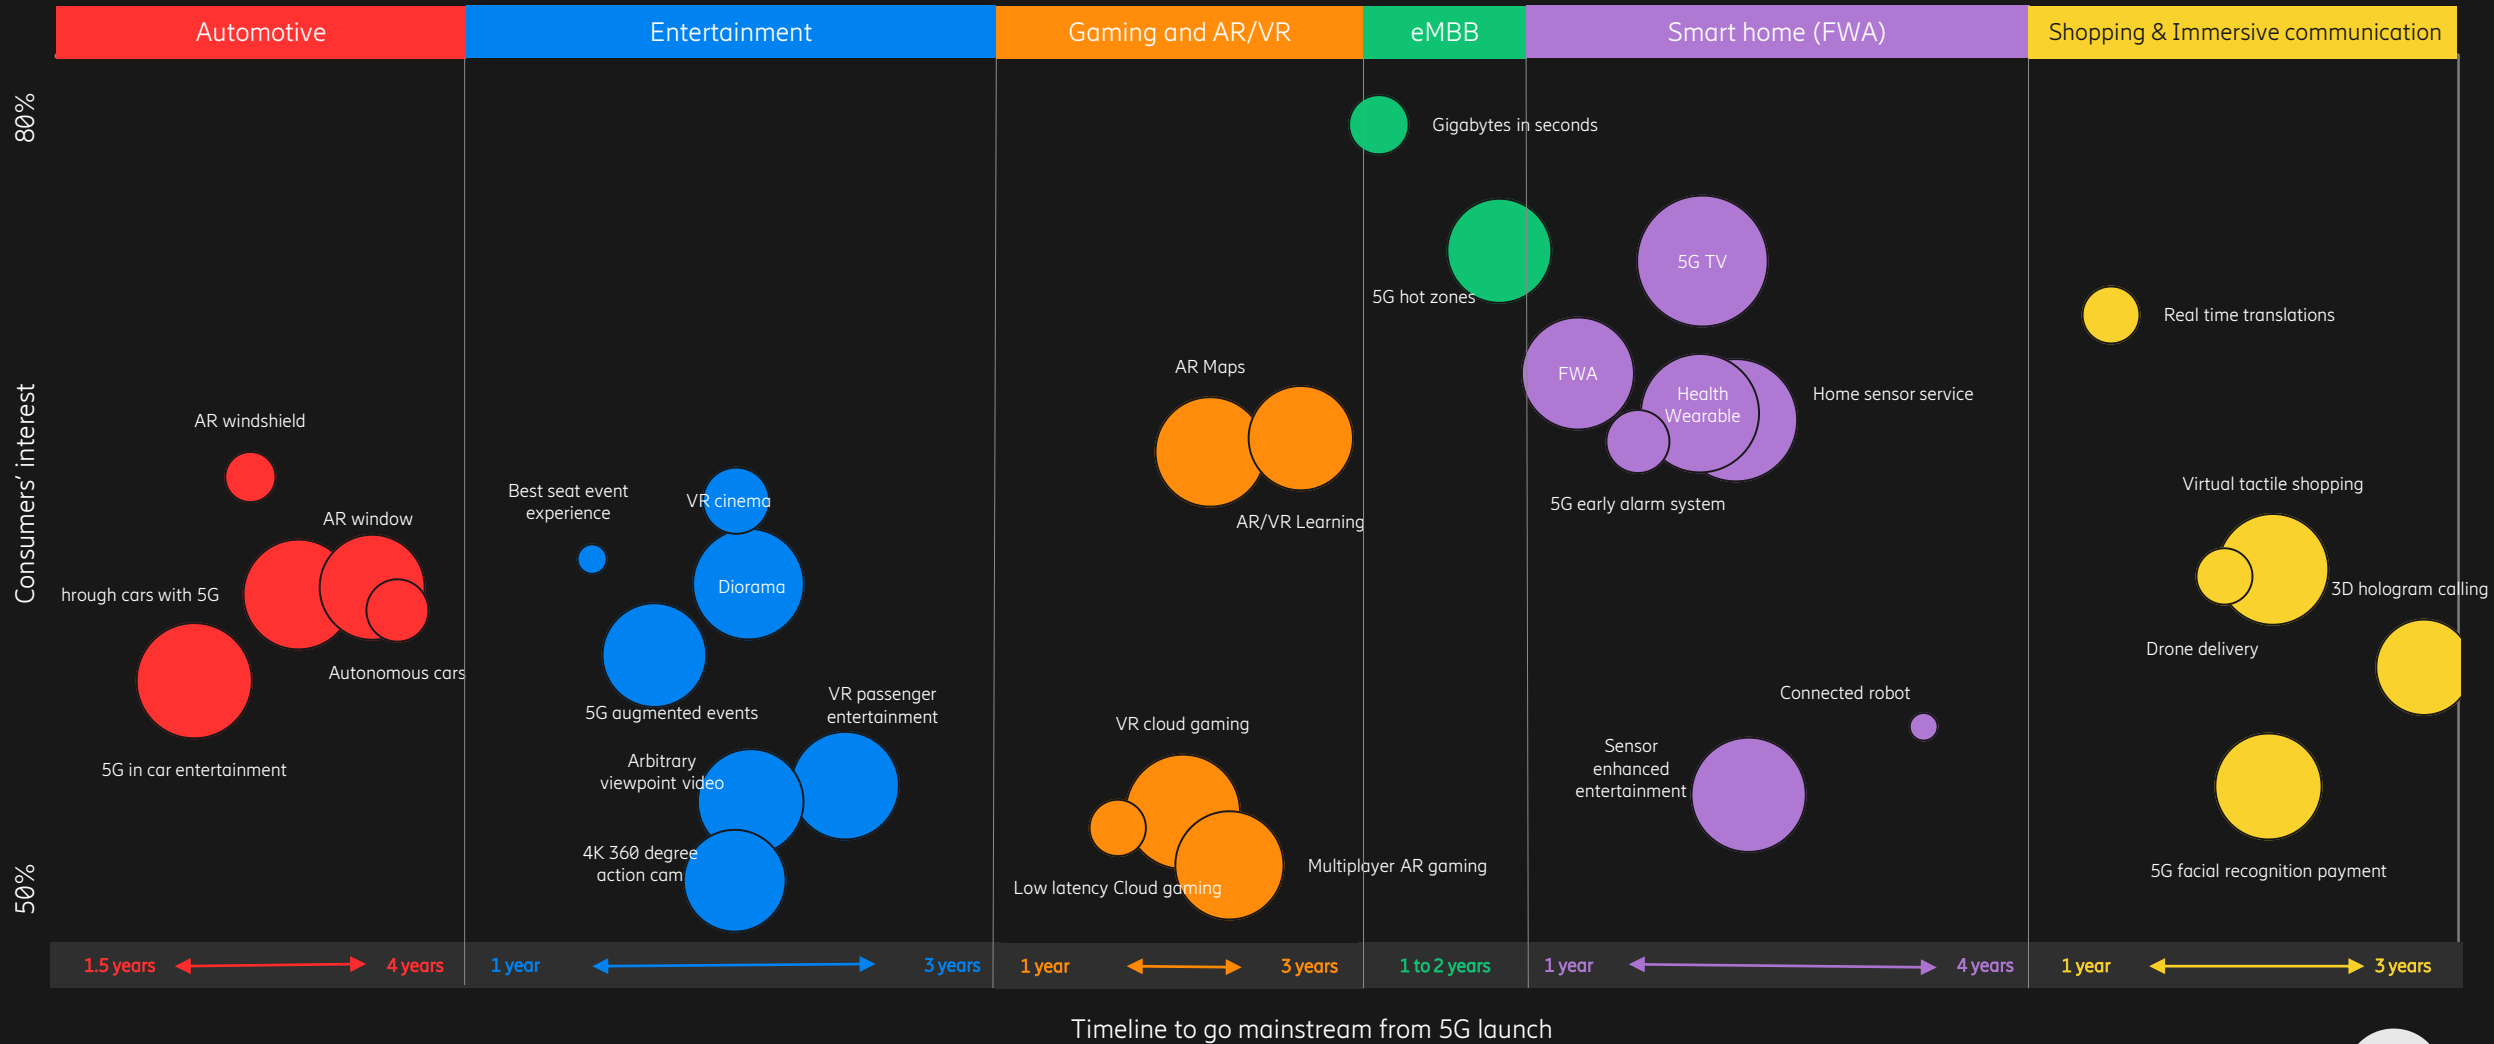 Automotive
Entertainment
Gaming and AR/VR
eMBB
Smart home (FWA)
Shopping & Immersive communication
80%
Consumers' interest
50%
AR windshield
AR window
hrough cars with 5G
Autonomous cars
5G in car entertainment
Best seat event
experience
VR cinema
Diorama
5G augmented events
VR passenger
entertainment
Arbitrary
viewpoint video
4K 360 degree
action cam
AR Maps
AR/VR Learning
VR cloud gaming
Low latency Cloud gaming
Multiplayer AR gaming
Gigabytes in seconds
5G hot zones
5G TV
FWA
Health
Wearable
Home sensor service
5G early alarm system
Connected robot
Sensor
enhanced
entertainment
Real time translations
Virtual tactile shopping
3D hologram calling
Drone delivery
5G facial recognition payment
1.5 years
4 years
1 year
3 years
1 year
3 years
1 to 2 years
1 year
4 years
1 year
3 years
Timeline to go mainstream from 5G launch